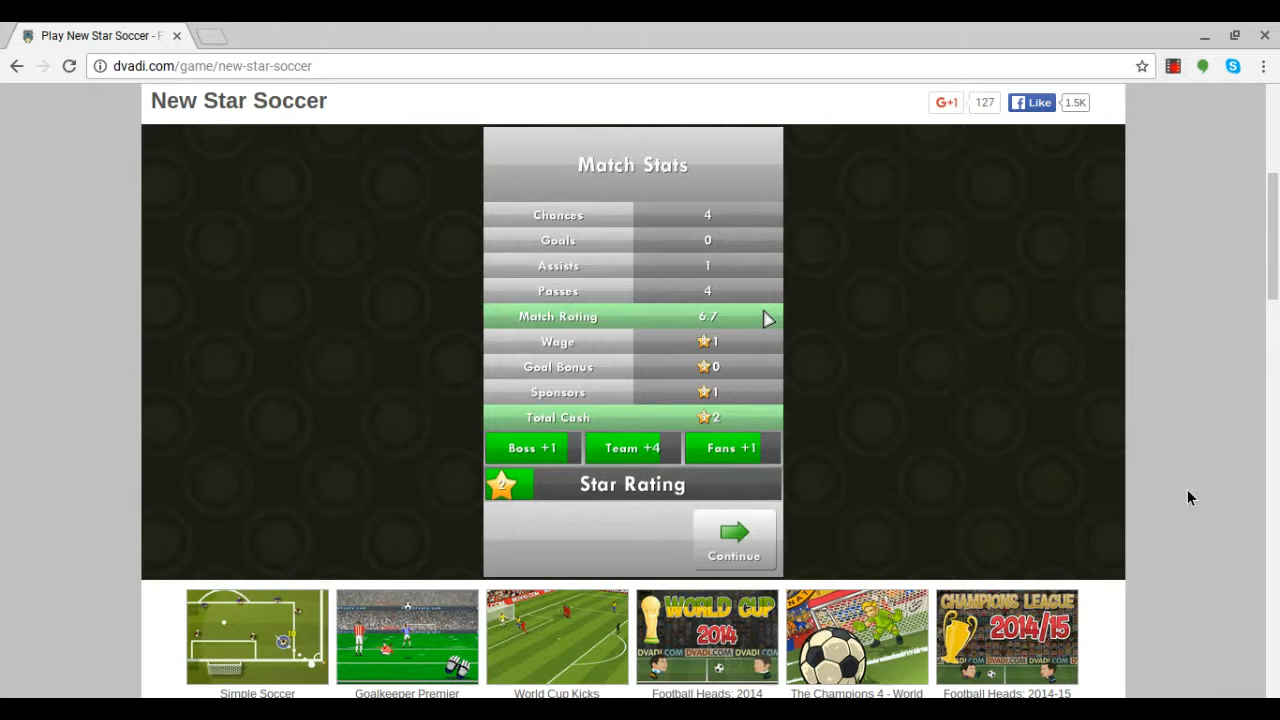 Play New Star Soccer - F
dvadi.com/game/new-star-soccer
New Star Soccer
G+1 127 Like 1.5K
Match Stats
Chances 4
Goals 0
Assists 1
Passes 4
Match Rating 6.7
Wage 1
Goal Bonus 0
Sponsors 1
Total Cash 2
Boss +1 Team +4 Fans +1
2 Star Rating
Continue
WORLD CUP
2014
DVADI.COM
CHAMPIONS LEAGUE
2014/15
Simple Soccer Goalkeeper Premier World Cup Kicks Football Heads: 2014 The Champions 4 - World Football Heads: 2014-15